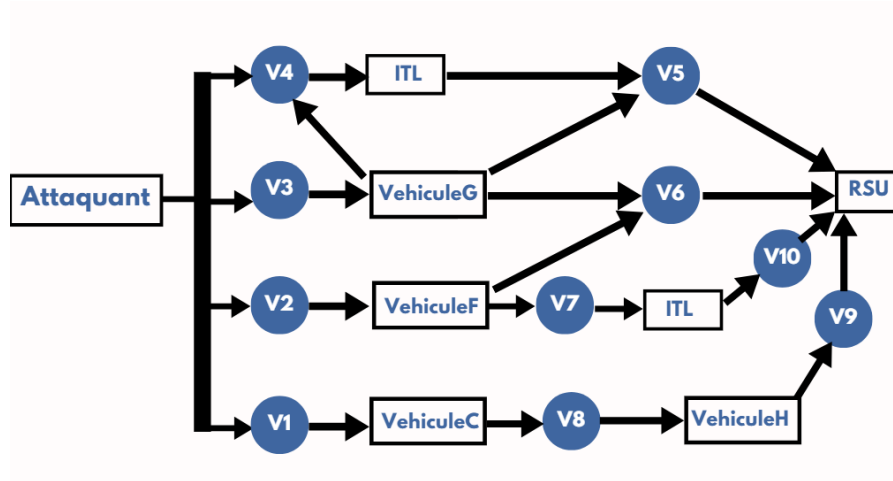 V4
ITL
V5
Attaquant
V3
VehiculeG
V6
RSU
V2
VehiculeF
V7
ITL
V10
V9
V1
VehiculeC
V8
VehiculeH